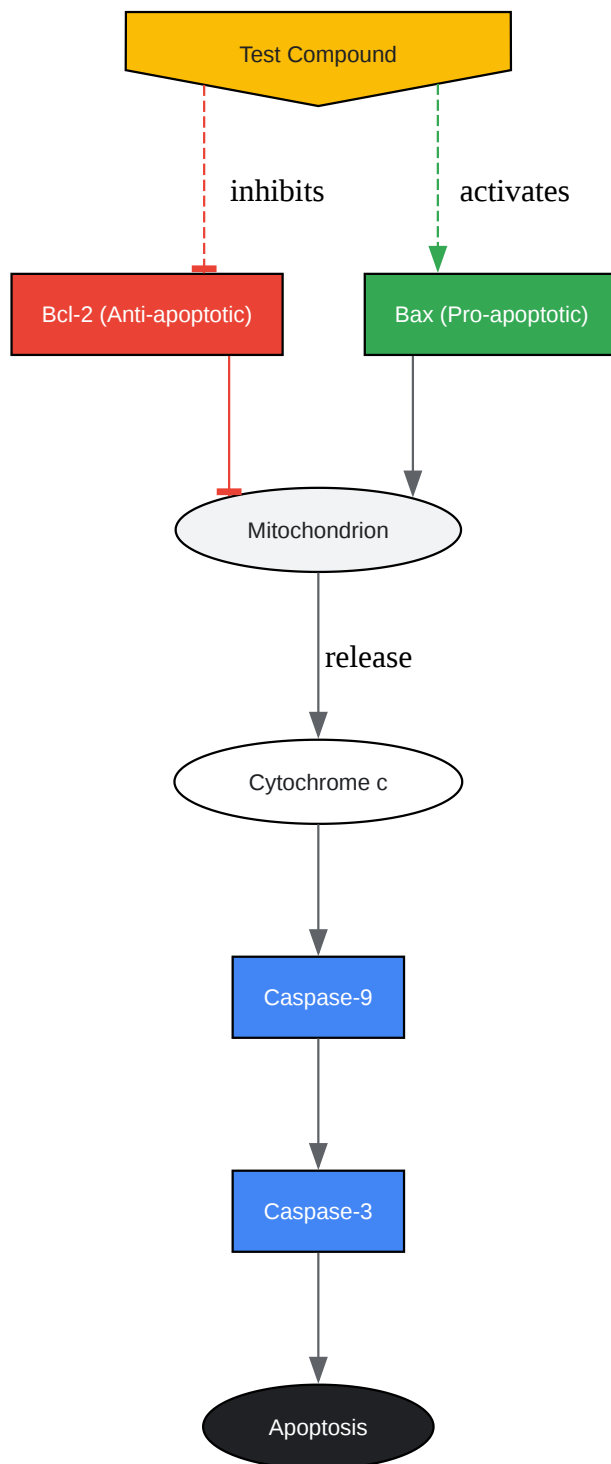 Test Compound
inhibits
activates
Bcl-2 (Anti-apoptotic)
Bax (Pro-apoptotic)
Mitochondrion
release
Cytochrome c
Caspase-9
Caspase-3
Apoptosis